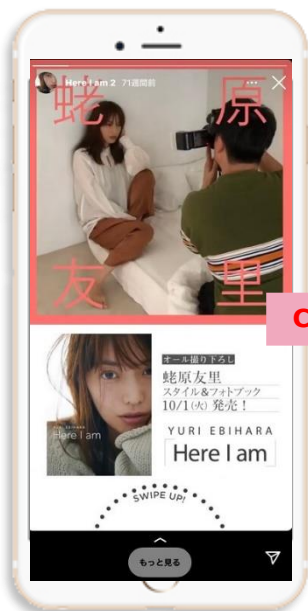 Here I am 2 71週間前
蛯原
友里
オール撮り下ろし
蛯原友里
スタイル&フォトブック
10/1(火) 発売！
YURI EBIHARA
Here I am
YURI EBIHARA
Here I am
SWIPE UP!
もっと見る